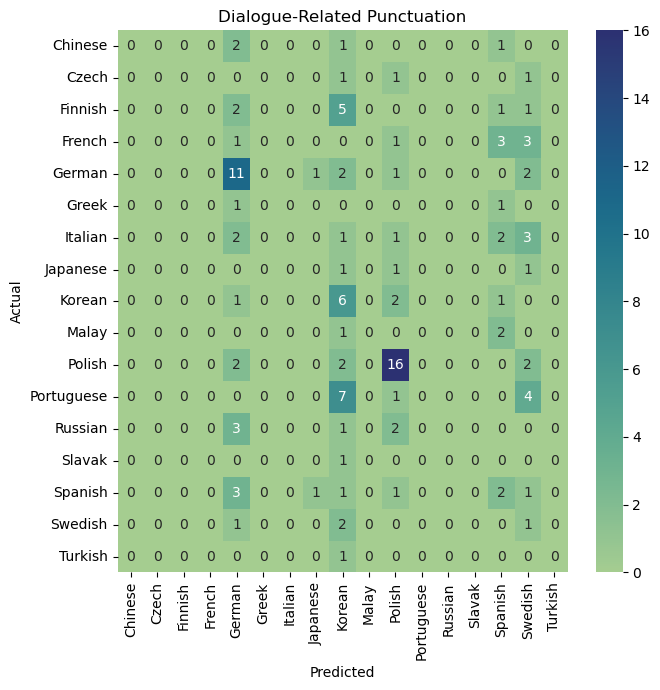 Dialogue-Related Punctuation
Actual
Chinese 0 0 0 0 2 0 0 0 1 0 0 0 0 0 1 0 0
Czech 0 0 0 0 0 0 0 0 1 0 1 0 0 0 0 1 0
Finnish 0 0 0 0 2 0 0 0 5 0 0 0 0 0 1 1 0
French 0 0 0 0 1 0 0 0 0 0 1 0 0 0 3 3 0
German 0 0 0 0 11 0 0 1 2 0 1 0 0 0 0 2 0
Greek 0 0 0 0 1 0 0 0 0 0 0 0 0 0 1 0 0
Italian 0 0 0 0 2 0 0 0 1 0 1 0 0 0 2 3 0
Japanese 0 0 0 0 0 0 0 0 1 0 1 0 0 0 0 1 0
Korean 0 0 0 0 1 0 0 0 6 0 2 0 0 0 1 0 0
Malay 0 0 0 0 0 0 0 0 1 0 0 0 0 0 2 0 0
Polish 0 0 0 0 2 0 0 0 2 0 16 0 0 0 0 2 0
Portuguese 0 0 0 0 0 0 0 0 7 0 1 0 0 0 0 4 0
Russian 0 0 0 0 3 0 0 0 1 0 2 0 0 0 0 0 0
Slavak 0 0 0 0 0 0 0 0 1 0 0 0 0 0 0 0 0
Spanish 0 0 0 0 3 0 0 1 1 0 1 0 0 0 2 1 0
Swedish 0 0 0 0 1 0 0 0 2 0 0 0 0 0 0 1 0
Turkish 0 0 0 0 0 0 0 0 1 0 0 0 0 0 0 0 0
Chinese
Czech
Finnish
French
German
Greek
Italian
Japanese
Korean
Malay
Polish
Portuguese
Russian
Slavak
Spanish
Swedish
Turkish
Predicted
16
14
12
10
8
6
4
2
0